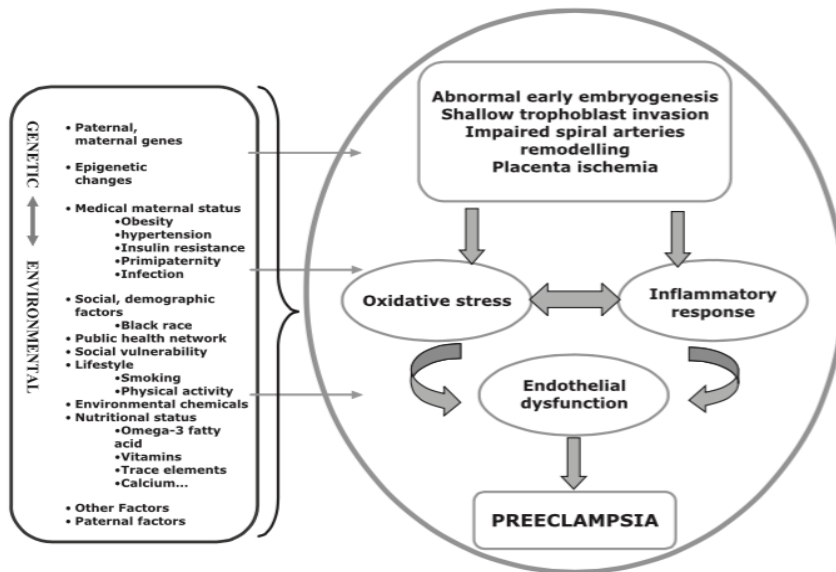 GENETIC
ENVIRONMENTAL
• Paternal,
maternal genes
• Epigenetic
changes
• Medical maternal status
•Obesity
•hypertension
•Insulin resistance
•Primipaternity
•Infection
• Social, demographic
factors
•Black race
• Public health network
• Social vulnerability
• Lifestyle
•Smoking
•Physical activity
• Environmental chemicals
• Nutritional status
•Omega-3 fatty
acid
•Vitamins
•Trace elements
•Calcium...
• Other Factors
• Paternal factors
Abnormal early embryogenesis
Shallow trophoblast invasion
Impaired spiral arteries
remodelling
Placenta ischemia
Oxidative stress
Inflammatory
response
Endothelial
dysfunction
PREECLAMPSIA